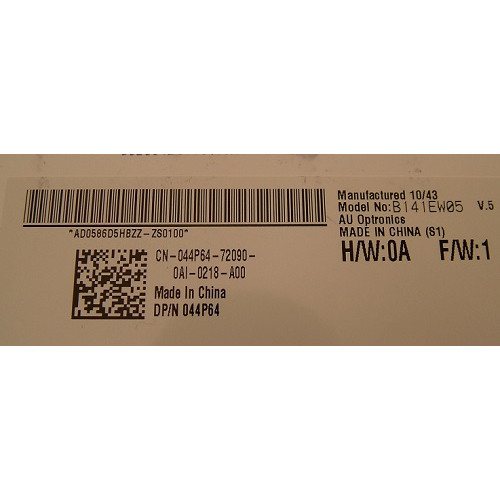 Manufactured 10/43
Model No:B141EW05 V.5
AU Optronics
MADE IN CHINA (S1)
H/W:0A F/W:1
*AD0586D5HBZZ-ZS0100*
CN-044P64-72090-
0AI-0218-A00
Made In China
DP/N 044P64